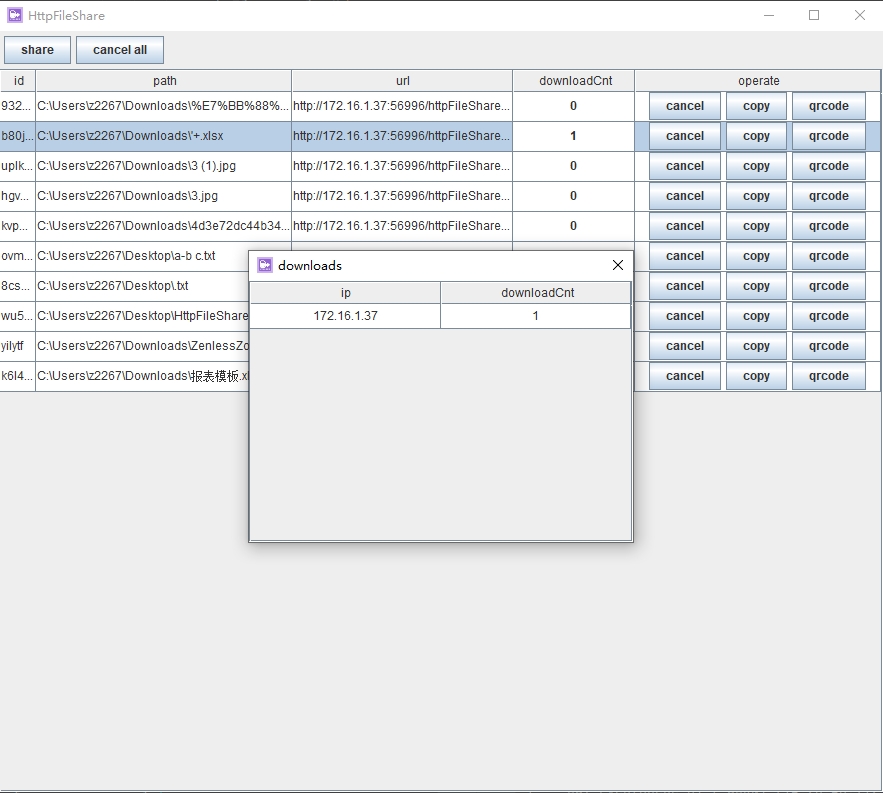 HttpFileShare
share cancel all
id path url downloadCnt operate
932... C:\Users\z2267\Downloads\%E7%BB%88%... http://172.16.1.37:56996/httpFileShare... 0 cancel copy qrcode
b80j... C:\Users\z2267\Downloads\'+.xlsx http://172.16.1.37:56996/httpFileShare... 1 cancel copy qrcode
uplk... C:\Users\z2267\Downloads\3 (1).jpg http://172.16.1.37:56996/httpFileShare... 0 cancel copy qrcode
hgv... C:\Users\z2267\Downloads\3.jpg http://172.16.1.37:56996/httpFileShare... 0 cancel copy qrcode
kvp... C:\Users\z2267\Downloads\4d3e72dc44b34... http://172.16.1.37:56996/httpFileShare... 0 cancel copy qrcode
ovm... C:\Users\z2267\Desktop\a-b c.txt cancel copy qrcode
8cs... C:\Users\z2267\Desktop\.txt cancel copy qrcode
wu5... C:\Users\z2267\Desktop\HttpFileShare cancel copy qrcode
yilytf C:\Users\z2267\Downloads\ZenlessZo cancel copy qrcode
k6l4... C:\Users\z2267\Downloads\报表模板.xl cancel copy qrcode
downloads
ip downloadCnt
172.16.1.37 1